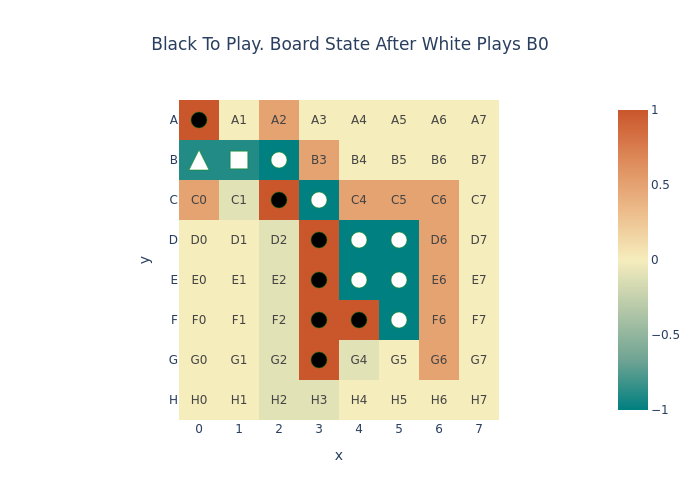 Black To Play. Board State After White Plays B0
A A1 A2 A3 A4 A5 A6 A7
B B3 B4 B5 B6 B7
C C0 C1 C4 C5 C6 C7
D D0 D1 D2 D6 D7
E E0 E1 E2 E6 E7
F F0 F1 F2 F6 F7
G G0 G1 G2 G4 G5 G6 G7
H H0 H1 H2 H3 H4 H5 H6 H7
0 1 2 3 4 5 6 7
x
y
1
0.5
0
−0.5
−1